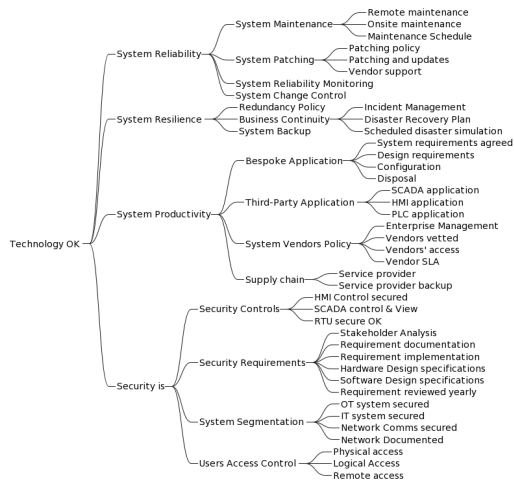 Technology OK
System Reliability
System Maintenance
Remote maintenance
Onsite maintenance
Maintenance Schedule
System Patching
Patching policy
Patching and updates
Vendor support
System Reliability Monitoring
System Change Control
System Resilience
Redundancy Policy
Business Continuity
Incident Management
Disaster Recovery Plan
Scheduled disaster simulation
System Backup
System Productivity
Bespoke Application
System requirements agreed
Design requirements
Configuration
Disposal
Third-Party Application
SCADA application
HMI application
PLC application
System Vendors Policy
Enterprise Management
Vendors vetted
Vendors' access
Vendor SLA
Supply chain
Service provider
Service provider backup
Security is
Security Controls
HMI Control secured
SCADA control & View
RTU secure OK
Security Requirements
Stakeholder Analysis
Requirement documentation
Requirement implementation
Hardware Design specifications
Software Design specifications
Requirement reviewed yearly
System Segmentation
OT system secured
IT system secured
Network Comms secured
Network Documented
Users Access Control
Physical access
Logical Access
Remote access